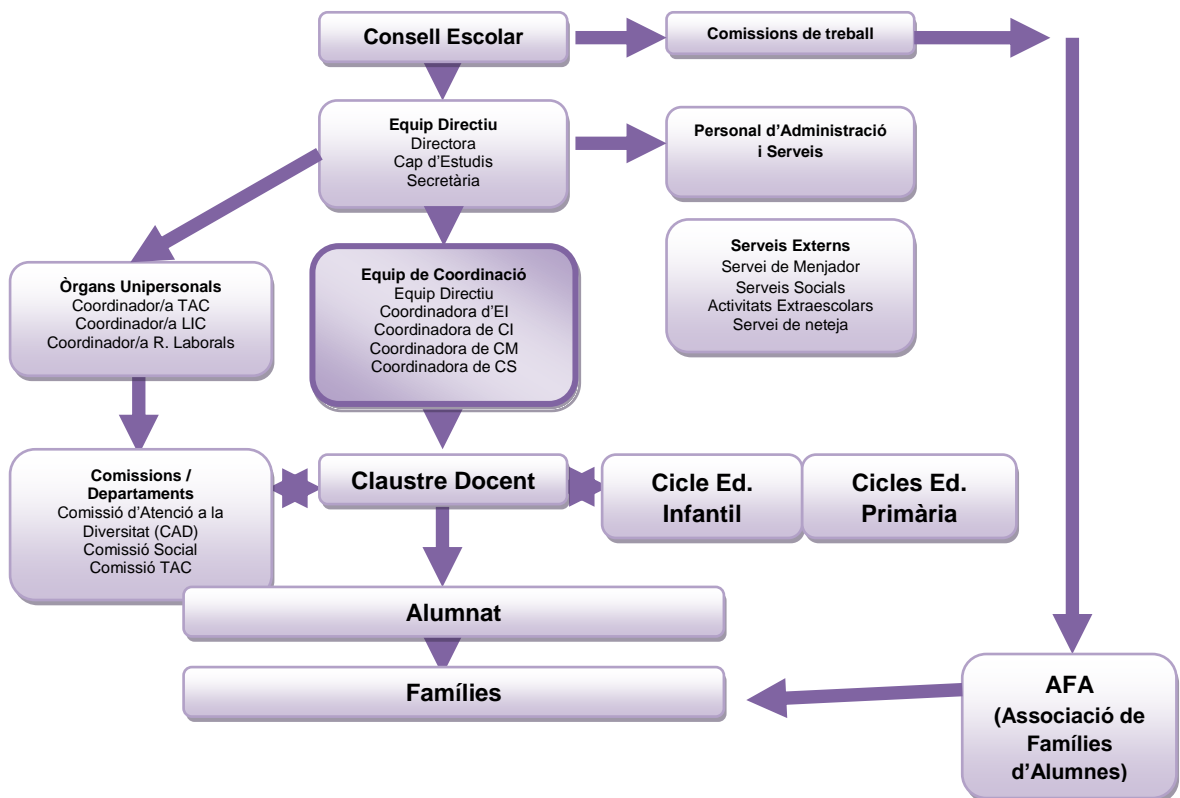 Consell Escolar
Comissions de treball
Equip Directiu
Directora
Cap d’Estudis
Secretària
Personal d’Administració
i Serveis
Serveis Externs
Servei de Menjador
Serveis Socials
Activitats Extraescolars
Servei de neteja
Òrgans Unipersonals
Coordinador/a TAC
Coordinador/a LIC
Coordinador/a R. Laborals
Equip de Coordinació
Equip Directiu
Coordinadora d’EI
Coordinadora de CI
Coordinadora de CM
Coordinadora de CS
Comissions /
Departaments
Comissió d’Atenció a la
Diversitat (CAD)
Comissió Social
Comissió TAC
Claustre Docent
Cicle Ed.
Infantil
Cicles Ed.
Primària
Alumnat
Famílies
AFA
(Associació de
Famílies
d’Alumnes)